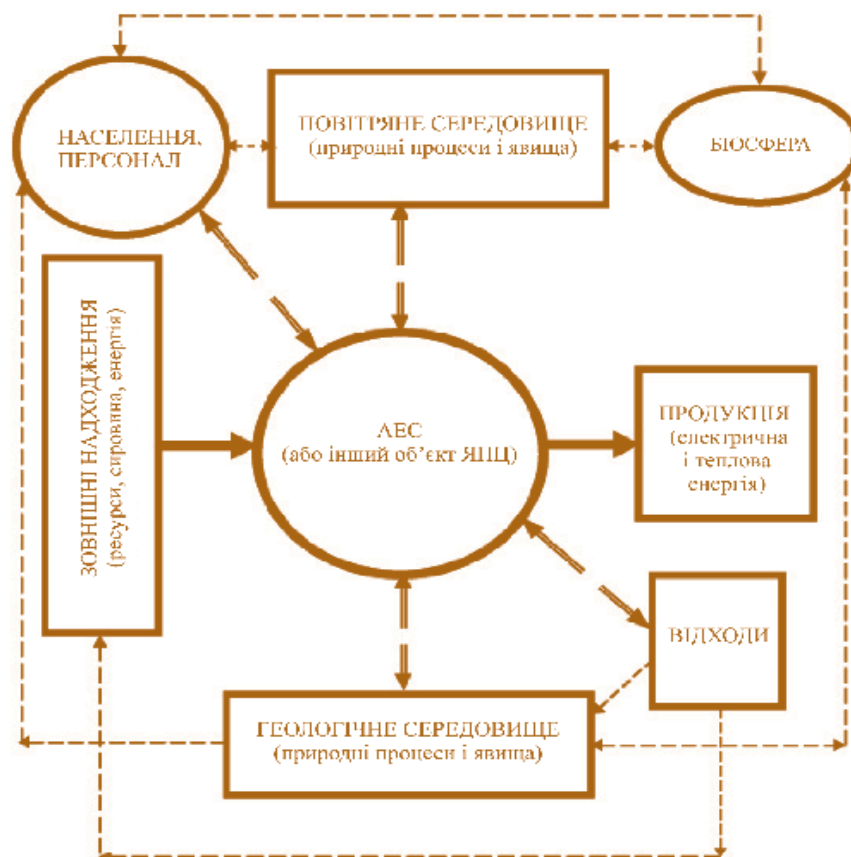 НАСЕЛЕННЯ,
ПЕРСОНАЛ
ПОВІТРЯНЕ СЕРЕДОВИЩЕ
(природні процеси і явища)
БІОСФЕРА
ЗОВНІШНІ НАДХОДЖЕННЯ
(ресурси, сировина, енергія)
АЕС
(або інший об’єкт ЯПЦ)
ПРОДУКЦІЯ
(електрична
і теплова
енергія)
ВІДХОДИ
ГЕОЛОГІЧНЕ СЕРЕДОВИЩЕ
(природні процеси і явища)